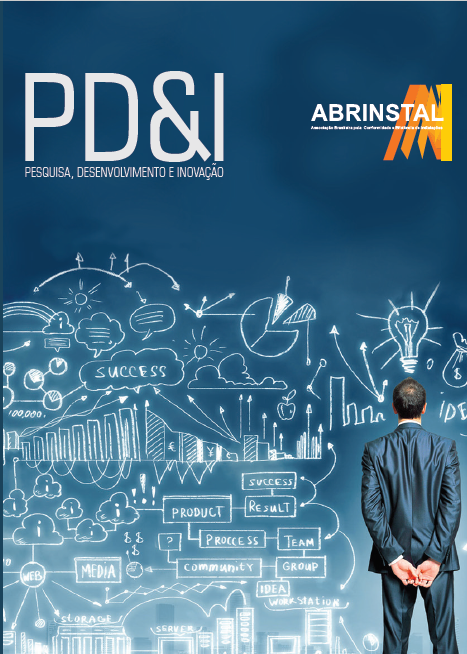 PD&I
PESQUISA, DESENVOLVIMENTO E INOVAÇÃO
ABRINSTAL
Associação Brasileira pela Conformidade e Eficiência de Instalações
SUCCESS
100,000.
IDE
¥
€
SUCCESS
PRODUCT
RESULT
?
PROCCESS
TEAM
COMMUNITY
GROUP
WEB
MEDIA
IDEA
WORKSTATION
STORAGE
SERVER